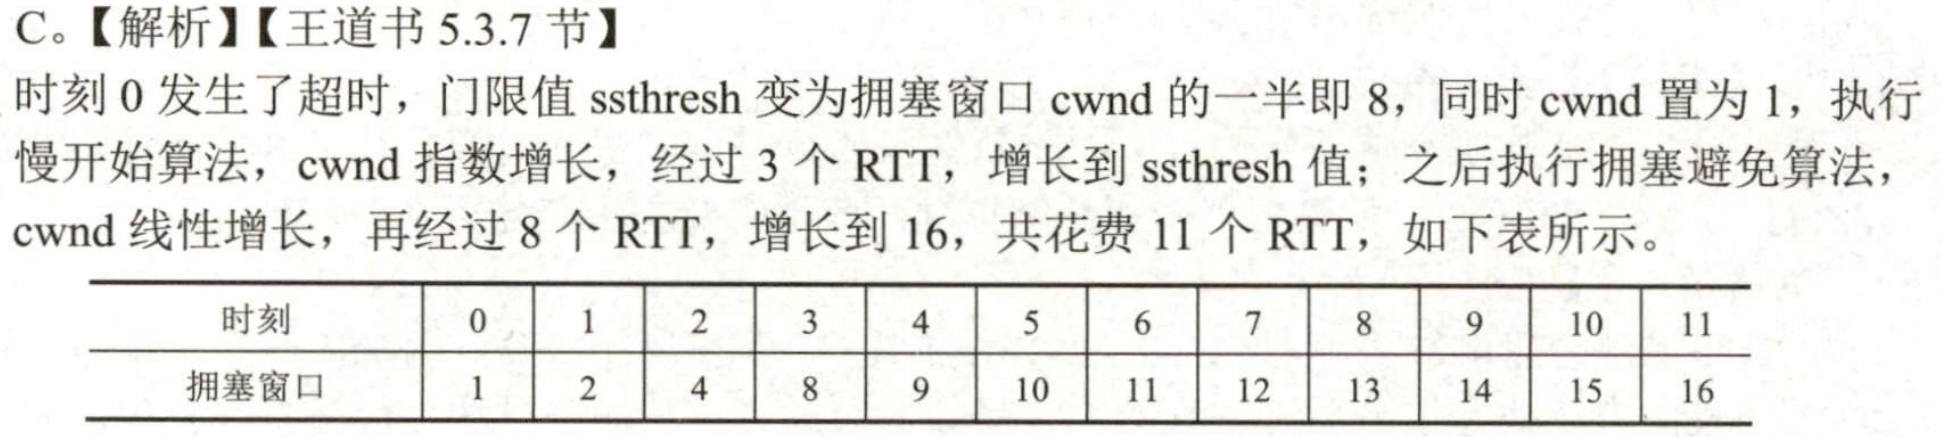 C。【解析】【王道书 5.3.7 节】
时刻 0 发生了超时，门限值 ssthresh 变为拥塞窗口 cwnd 的一半即 8，同时 cwnd 置为 1，执行
慢开始算法，cwnd 指数增长，经过 3 个 RTT，增长到 ssthresh 值；之后执行拥塞避免算法，
cwnd 线性增长，再经过 8 个 RTT，增长到 16，共花费 11 个 RTT，如下表所示。
时刻 0 1 2 3 4 5 6 7 8 9 10 11
拥塞窗口 1 2 4 8 9 10 11 12 13 14 15 16